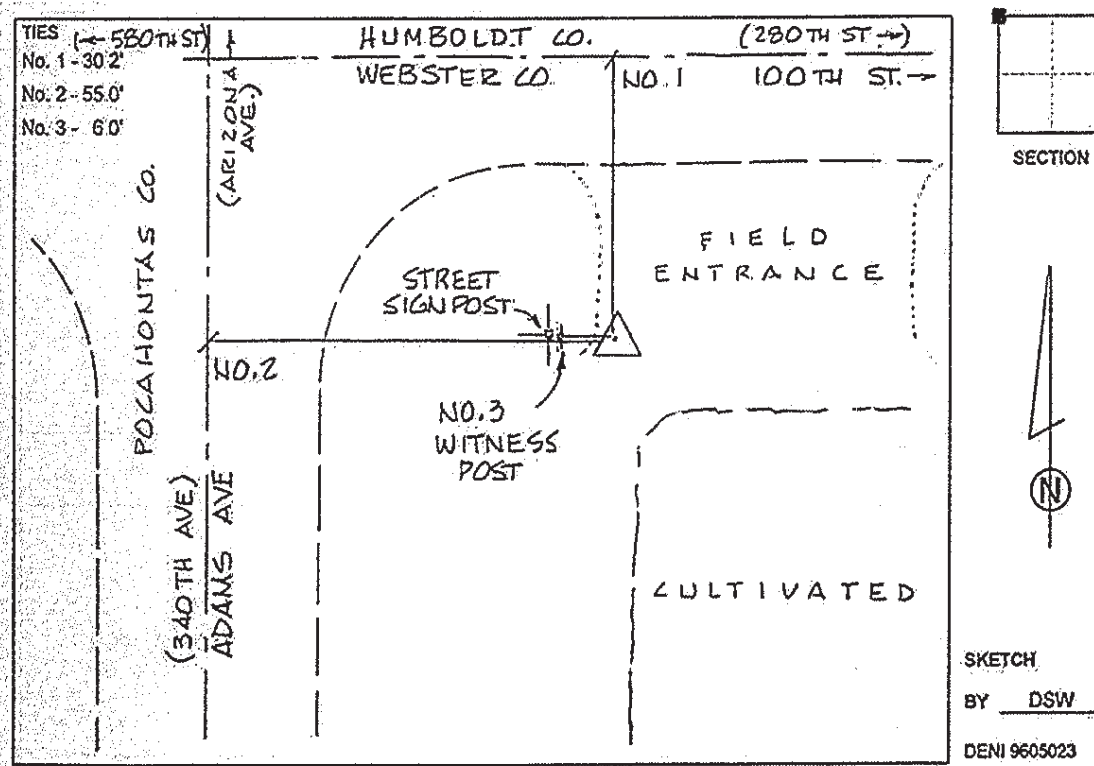 TIES
(← 580TH ST)
No. 1 - 30.2'
No. 2 - 55.0'
No. 3 - 6.0'
(ARIZONA
AVE.)
HUMBOLDT CO.
(280TH ST →)
WEBSTER CO.
NO. 1
100TH ST. →
SECTION
POCAHONTAS CO.
FIELD
ENTRANCE
STREET
SIGN POST
NO. 2
NO. 3
WITNESS
POST
N
(340TH AVE)
ADAMS AVE
CULTIVATED
SKETCH
BY DSW
DENI 9605023